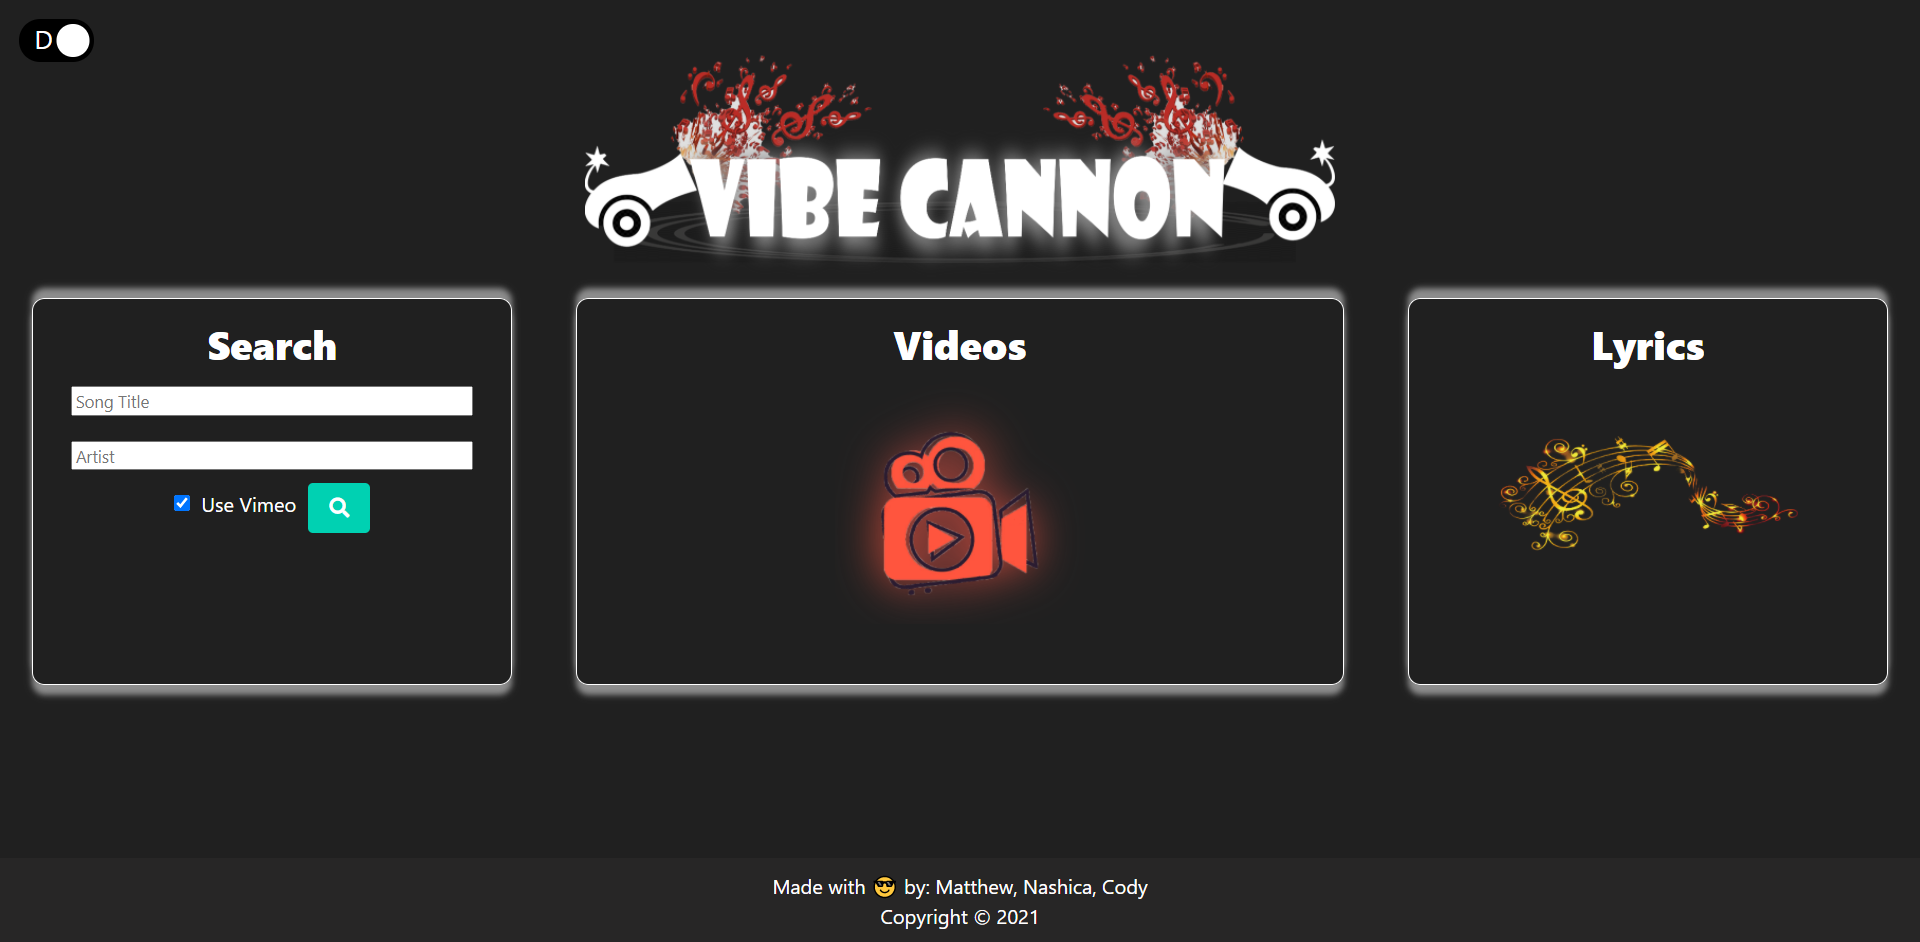 D
VIBE CANNON
Search
Song Title
Artist
Use Vimeo
Videos
Lyrics
Made with 😎 by: Matthew, Nashica, Cody
Copyright © 2021